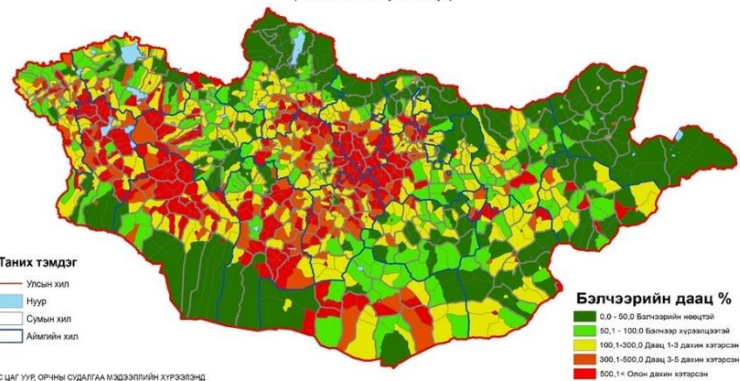 Таних тэмдэг
Улсын хил
Нуур
Сумын хил
Аймгийн хил
Бэлчээрийн даац %
0,0 - 50,0 Бэлчээрийн нөөцтэй
50,1 - 100,0 Бэлчээр хүрэлцээтэй
100,1-300,0 Даац 1-3 дахин хэтэрсэн
300,1-500,0 Даац 3-5 дахин хэтэрсэн
500,1< Олон дахин хэтэрсэн
ЦАГ УУР, ОРЧНЫ СУДАЛГАА МЭДЭЭЛЛИЙН ХҮРЭЭЛЭНД